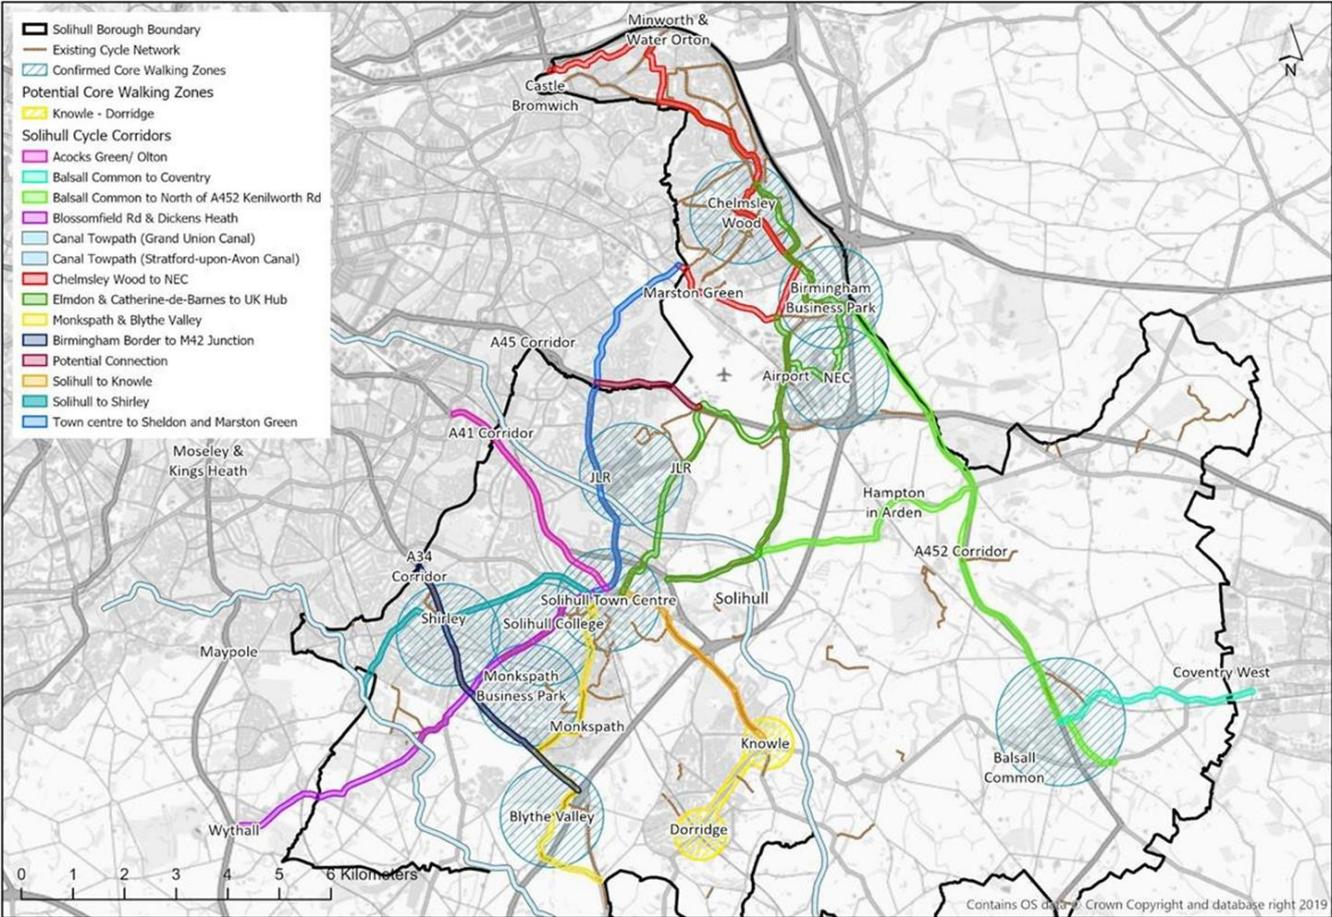 Solihull Borough Boundary
Existing Cycle Network
Confirmed Core Walking Zones
Potential Core Walking Zones
Knowle - Dorridge
Solihull Cycle Corridors
Acocks Green/ Olton
Balsall Common to Coventry
Balsall Common to North of A452 Kenilworth Rd
Blossomfield Rd & Dickens Heath
Canal Towpath (Grand Union Canal)
Canal Towpath (Stratford-upon-Avon Canal)
Chelmsley Wood to NEC
Elmdon & Catherine-de-Barnes to UK Hub
Monkspath & Blythe Valley
Birmingham Border to M42 Junction
Potential Connection
Solihull to Knowle
Solihull to Shirley
Town centre to Sheldon and Marston Green
Minworth &
Water Orton
N
Castle
Bromwich
Chelmsley
Wood
Marston Green
Birmingham
Business Park
A45 Corridor
Airport
NEC
A41 Corridor
Moseley &
Kings Heath
JLR
JLR
Hampton
in Arden
A452 Corridor
A34
Corridor
Solihull Town Centre
Solihull
Shirley
Solihull College
Maypole
Monkspath
Business Park
Coventry West
Monkspath
Knowle
Balsall
Common
Blythe Valley
Dorridge
Wythall
0 1 2 3 4 5 6 Kilometers
Contains OS data © Crown Copyright and database right 2019